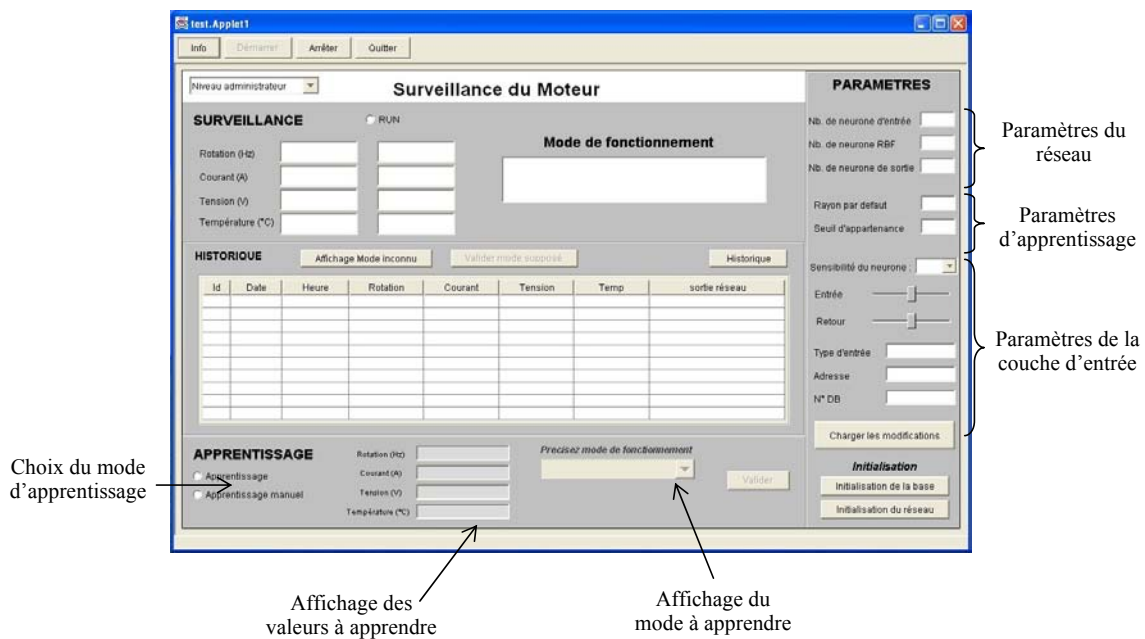 test.Applet1
Info Démarrer Arrêter Quitter
Niveau administrateur
Surveillance du Moteur
PARAMETRES
SURVEILLANCE
RUN
Rotation (Hz)
Courant (A)
Tension (V)
Température (°C)
Mode de fonctionnement
Nb. de neurone d'entrée
Nb. de neurone RBF
Nb. de neurone de sortie
Paramètres du
réseau
Rayon par defaut
Seuil d'appartenance
Paramètres
d'apprentissage
HISTORIQUE
Affichage Mode inconnu
Valider mode supposé
Historique
Id Date Heure Rotation Courant Tension Temp sortie réseau
Sensibilité du neurone :
Entrée
Retour
Type d'entrée
Adresse
N° DB
Charger les modifications
Paramètres de la
couche d'entrée
APPRENTISSAGE
Apprentissage
Apprentissage manuel
Rotation (Hz)
Courant (A)
Tension (V)
Température (°C)
Precisez mode de fonctionnement
Valider
Initialisation
Initialisation de la base
Initialisation du réseau
Choix du mode
d'apprentissage
Affichage des
valeurs à apprendre
Affichage du
mode à apprendre